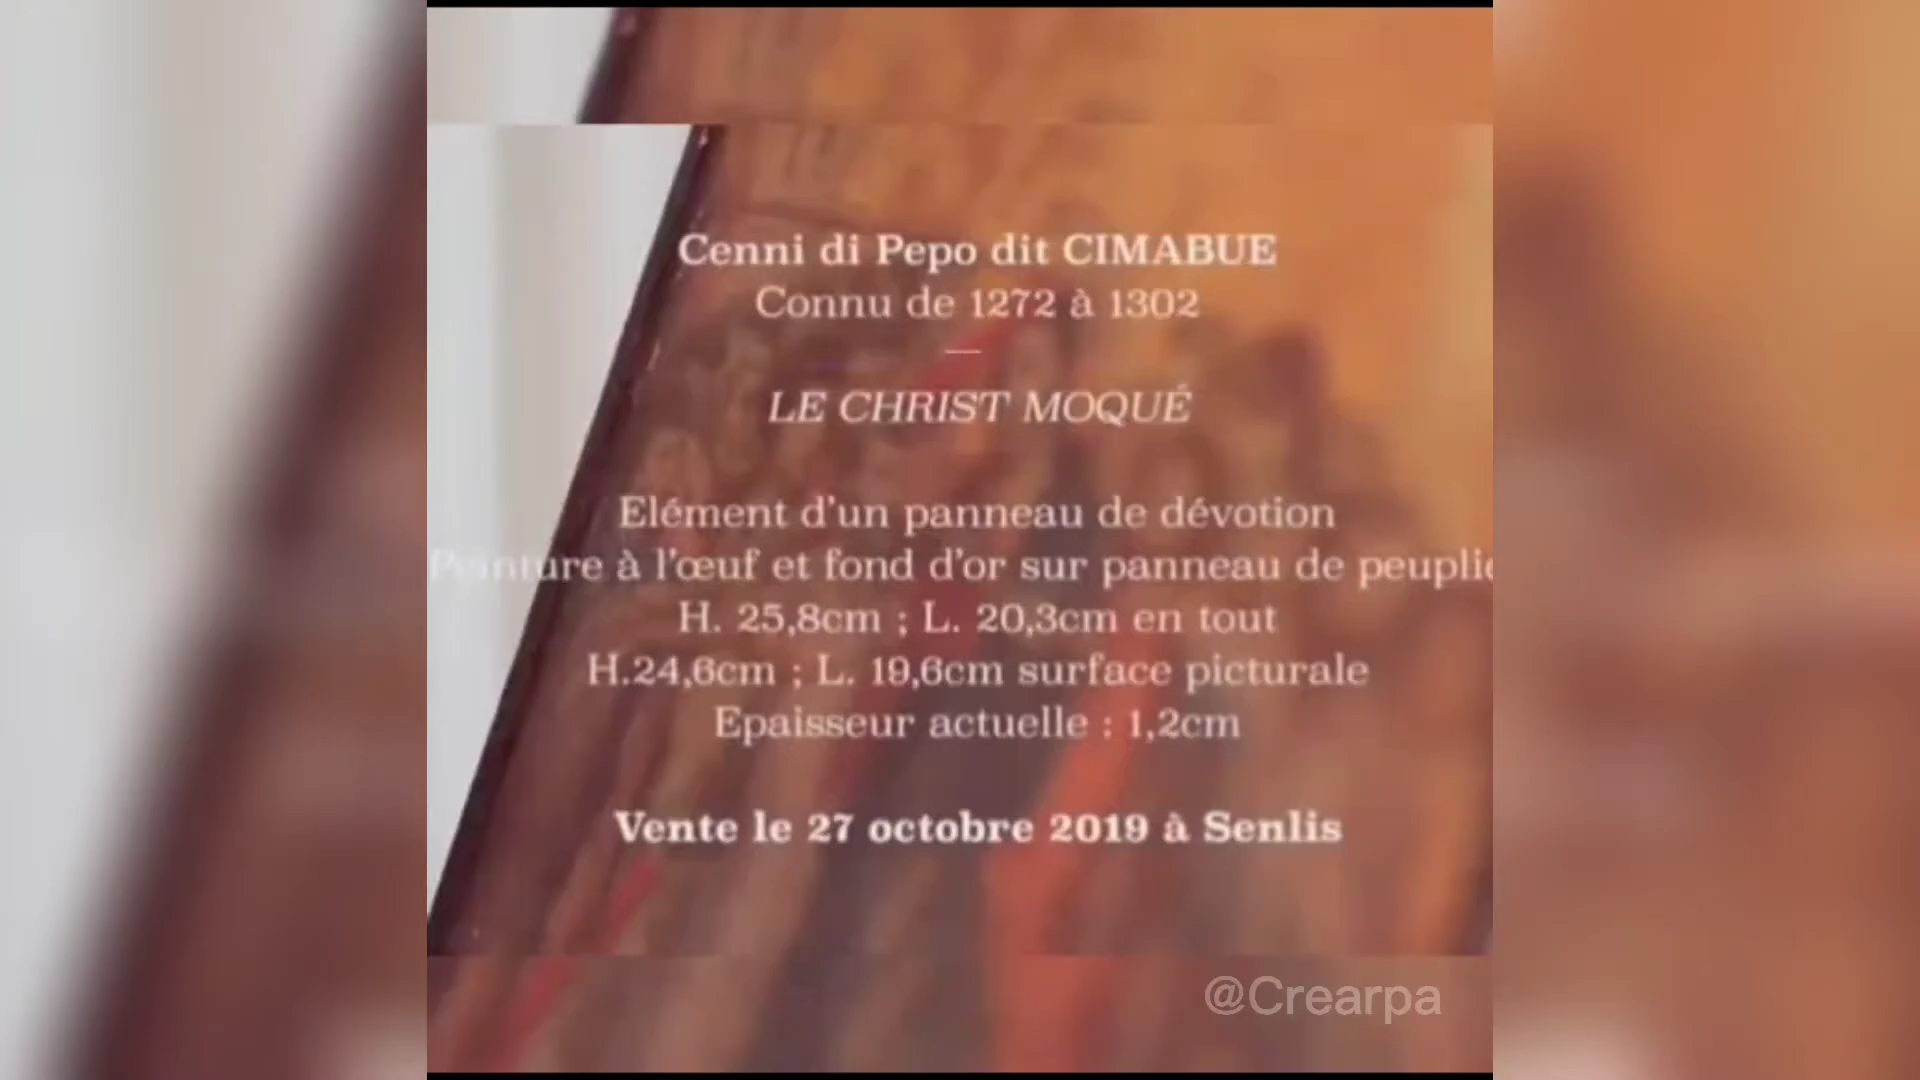 Cenni di Pepo dit CIMABUE
Connu de 1272 à 1302
—
LE CHRIST MOQUÉ
Elément d'un panneau de dévotion
Peinture à l'œuf et fond d'or sur panneau de peuplie
H. 25,8cm ; L. 20,3cm en tout
H.24,6cm ; L. 19,6cm surface picturale
Epaisseur actuelle : 1,2cm
Vente le 27 octobre 2019 à Senlis
@Crearpa